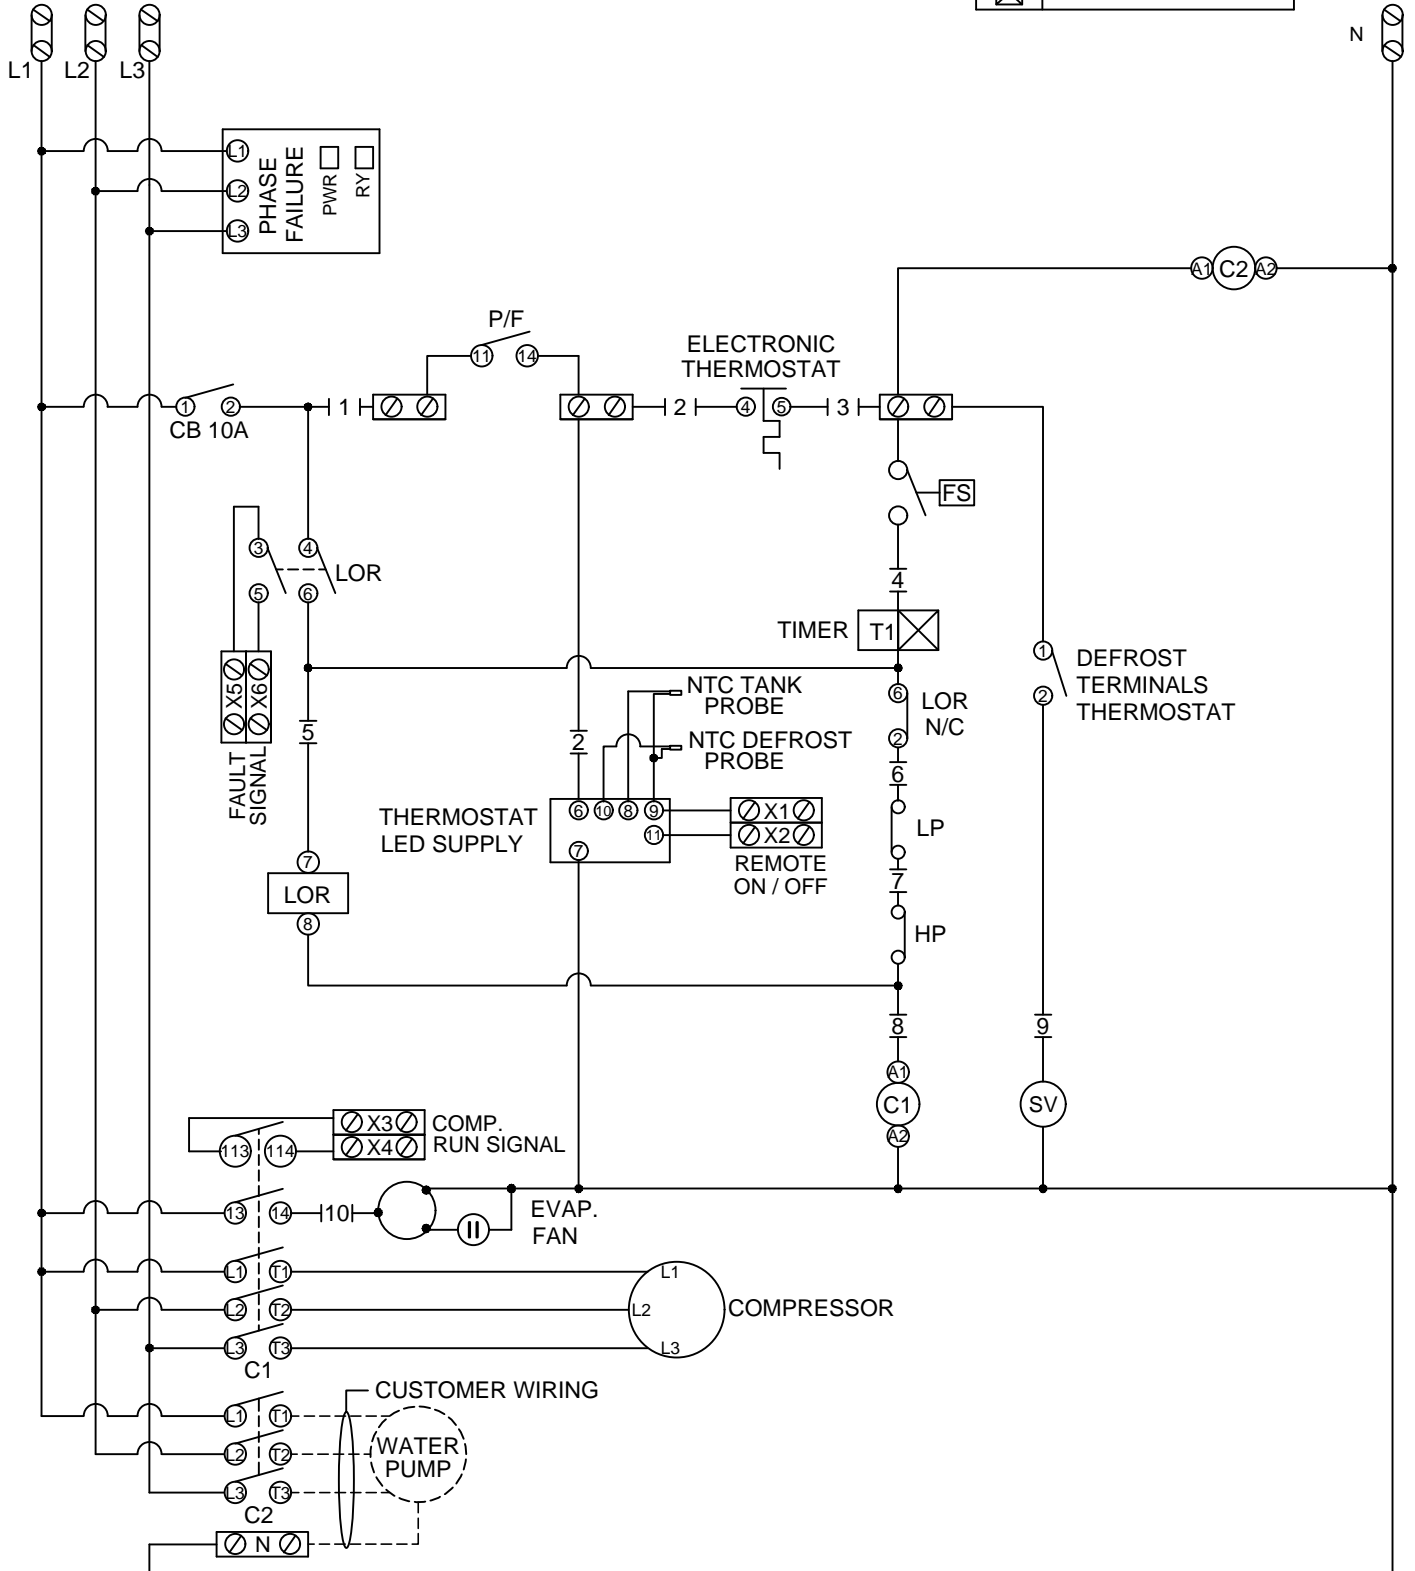 N
L1 L2 L3
L1
L2
L3
PHASE
FAILURE
PWR
RY
A1 C2 A2
P/F
11 14
ELECTRONIC
THERMOSTAT
1 2 1 2 4 5 3
CB 10A
FS
3 4
LOR
5 6
4
TIMER T1
X5 X6
FAULT
SIGNAL
5
1
2
DEFROST
TERMINALS
THERMOSTAT
6
2
LOR
N/C
NTC TANK
PROBE
NTC DEFROST
PROBE
2
6
THERMOSTAT
LED SUPPLY
6 10 8 9
11
7
X1
X2
REMOTE
ON / OFF
LP
7
7
LOR
8
HP
8
9
A1
C1
A2
SV
X3
X4
COMP.
RUN SIGNAL
113 114
13 14 10
EVAP.
FAN
L1 T1
L2 T2
L3 T3
C1
L1
L2
L3
COMPRESSOR
CUSTOMER WIRING
L1 T1
L2 T2
L3 T3
C2
WATER
PUMP
N